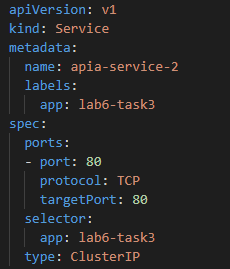 apiVersion: v1
kind: Service
metadata:
  name: apia-service-2
  labels:
    app: lab6-task3
spec:
  ports:
  - port: 80
    protocol: TCP
    targetPort: 80
  selector:
    app: lab6-task3
  type: ClusterIP